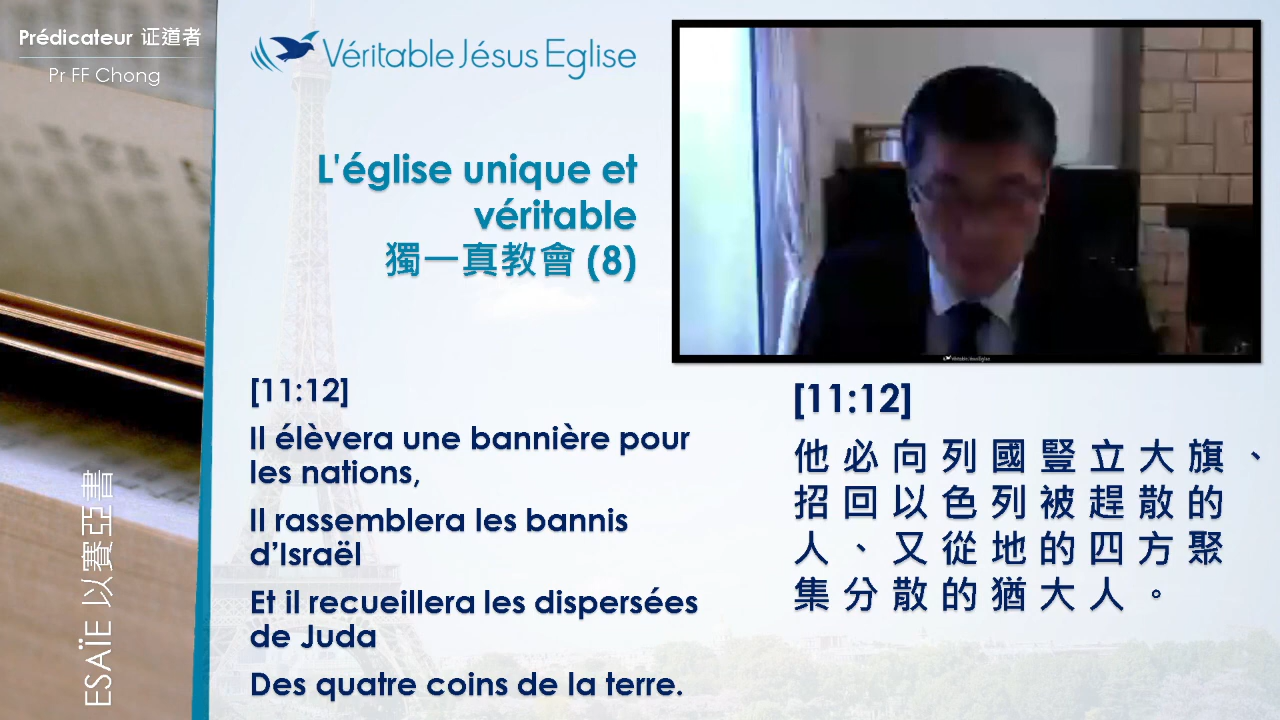 Prédicateur 证道者
Pr FF Chong
Véritable Jésus Eglise
L'église unique et
véritable
獨一真教會 (8)
[11:12]
Il élèvera une bannière pour
les nations,
Il rassemblera les bannis
d’Israël
Et il recueillera les dispersées
de Juda
Des quatre coins de la terre.
[11:12]
他必向列國豎立大旗、
招回以色列被趕散的
人、又從地的四方聚
集分散的猶大人。
ESAÏE 以賽亞書
Véritable Jésus Eglise